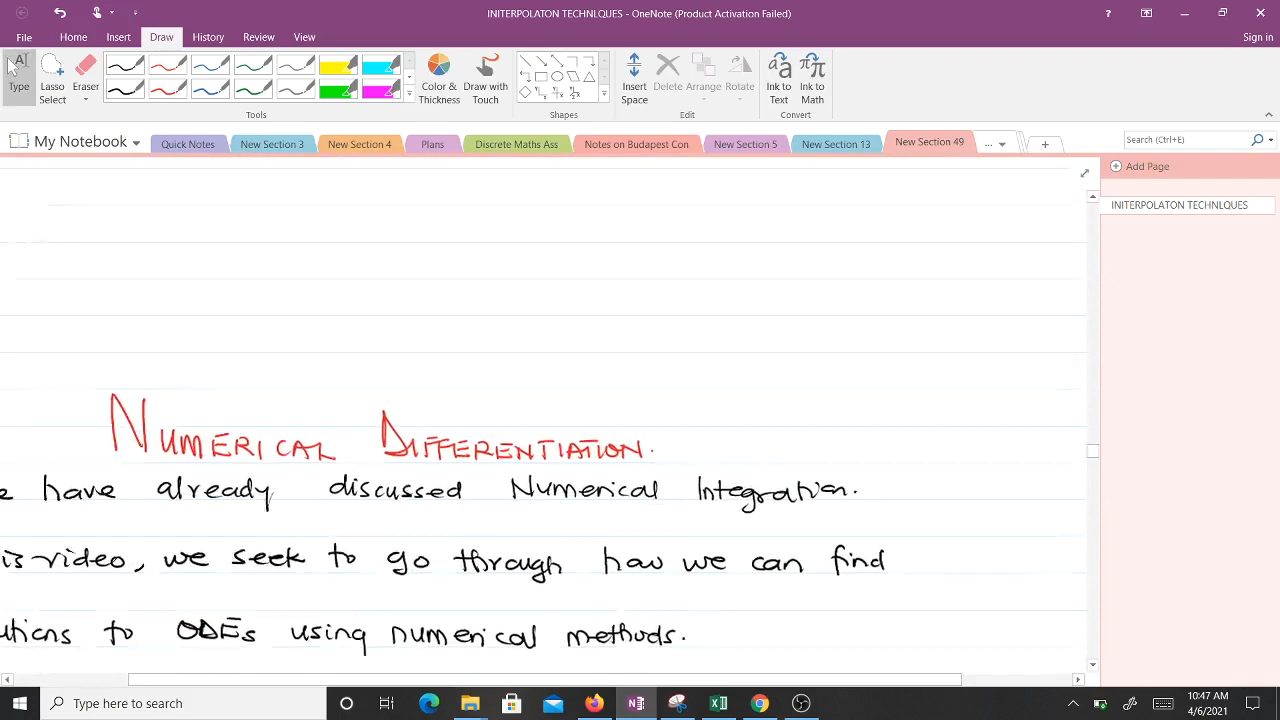 INITERPOLATON TECHNLQUES - OneNote (Product Activation Failed)
File Home Insert Draw History Review View Sign in
Type Lasso Select Eraser Color & Thickness Draw with Touch Insert Space Delete Arrange Rotate Ink to Text Ink to Math
Tools Shapes Edit Convert
My Notebook Quick Notes New Section 3 New Section 4 Plans Discrete Maths Ass Notes on Budapest Con New Section 5 New Section 13 New Section 49 ... Search (Ctrl+E)
Add Page
INITERPOLATON TECHNLQUES
NUMERICAL DIFFERENTIATION.
have already discussed Numerical Integration.
is video, we seek to go through how we can find
utions to ODEs using numerical methods.
Type here to search
10:47 AM
4/6/2021